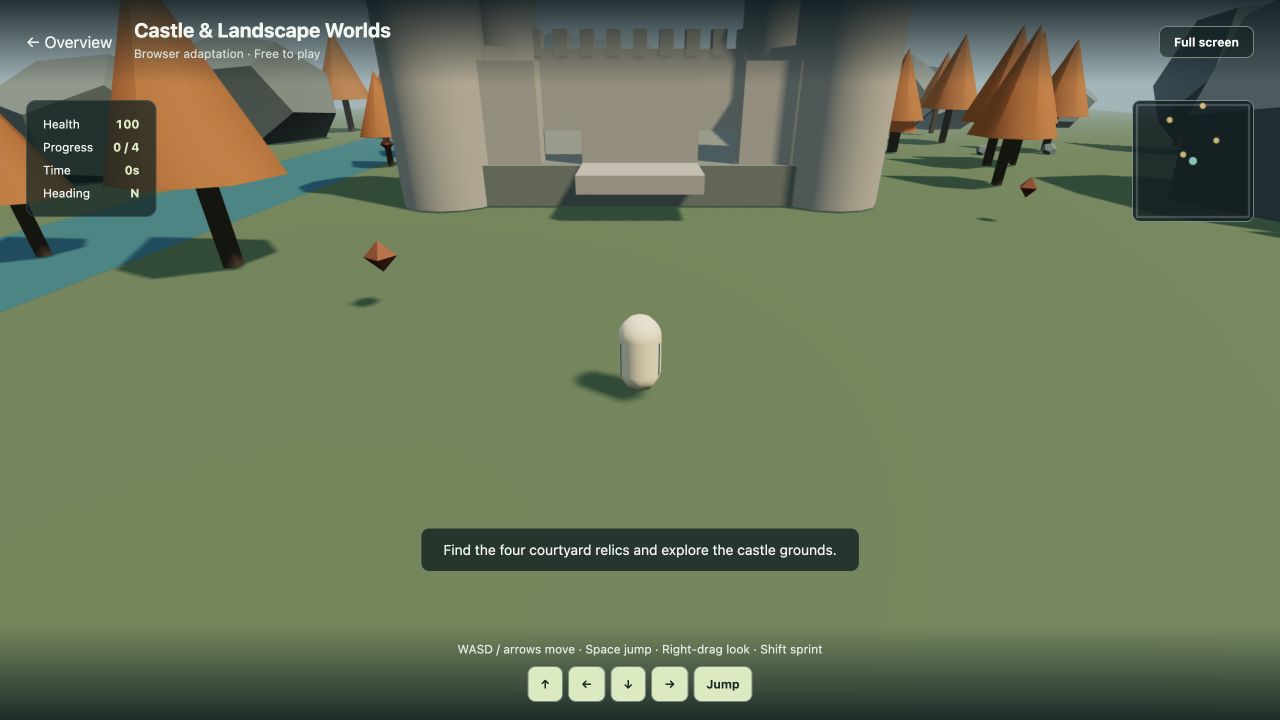 ← Overview
Castle & Landscape Worlds
Browser adaptation · Free to play
Full screen
Health 100
Progress 0 / 4
Time 0s
Heading N
Find the four courtyard relics and explore the castle grounds.
WASD / arrows move · Space jump · Right-drag look · Shift sprint
↑ ← ↓ → Jump